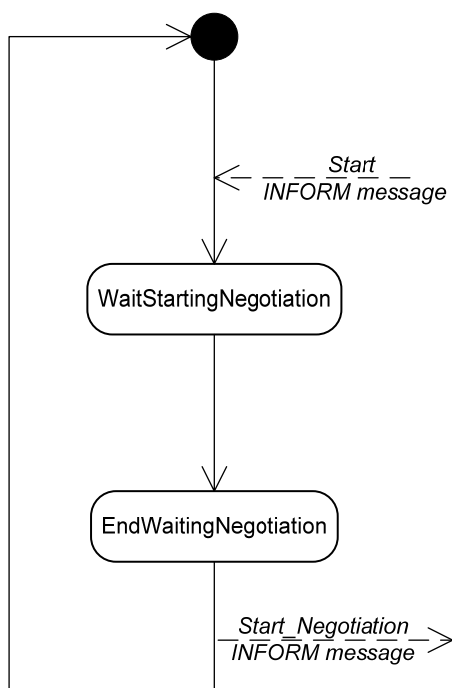 Start
INFORM message
WaitStartingNegotiation
EndWaitingNegotiation
Start_Negotiation
INFORM message